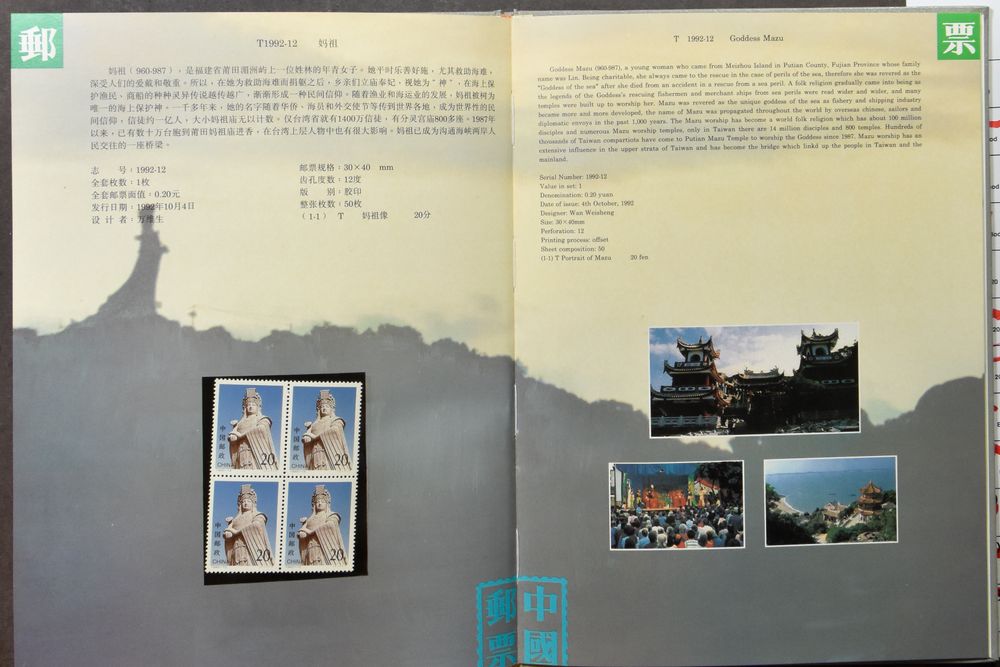 郵
T1992-12 妈祖
妈祖(960-987),是福建省莆田湄洲屿上一位姓林的年青女子。她平时乐善好施,尤其救助海难,
深受人们的爱戴和敬重。所以,在她为救助海难而捐躯之后,乡亲们立庙奉妃、视她为"神",在海上保
护渔民、商船的种种灵异传说越传越广,渐渐形成一种民间信仰。随着渔业和海运业的发展,妈祖被树为
唯一的海上保护神。一千多年来,她的名字随着华侨、海员和外交使节等传到世界各地,成为世界性的民
间信仰,信徒约一亿人,大小妈祖庙无以计数。仅台湾省就有1400万信徒,有分灵宫庙800多座。1987年
以来,已有数十万台胞到莆田妈祖庙进香,在台湾上层人物中也有很大影响。妈祖已成为沟通海峡两岸人
民交往的一座桥梁。
志 号:1992-12
全套枚数:1枚
全套邮票面值:0.20元
发行日期:1992年10月4日
设 计 者:万维生
邮票规格:30×40 mm
齿孔度数:12度
版 别:胶印
整张枚数:50枚
(1-1) T 妈祖像 20分
中国邮政
CHINA
20
中国邮政
CHINA
20
中国邮政
CHINA
20
中国邮政
CHINA
20
票
T 1992-12 Goddess Mazu
Goddess Mazu (960-987), a young woman who came from Meizhou Island in Putian County, Fujian Province whose family
name was Lin. Being charitable, she always came to the rescue in the case of perils of the sea, therefore she was revered as the
"Goddess of the sea" after she died from an accident in a rescue from a sea peril. A folk religion gradually came into being as
the legends of the Goddess's rescuing fishermen and merchant ships from sea perils were read wider and wider, and many
temples were built up to worship her. Mazu was revered as the unique goddess of the sea as fishery and shipping industry
became more and more developed, the name of Mazu was propagated throughout the world by overseas chinese, sailors and
diplomatic envoys in the past 1,000 years. The Mazu worship has become a world folk religion which has about 100 million
disciples and numerous Mazu worship temples, only in Taiwan there are 14 million disciples and 800 temples. Hundreds of
thousands of Taiwan compartiots have come to Putian Mazu Temple to worship the Goddess since 1987. Mazu worship has an
extensive influence in the upper strats of Taiwan and has become the bridge which linkd up the people in Taiwan and the
mainland.
Serial Number: 1992-12
Value in set: 1
Denomination: 0.20 yuan
Date of issue: 4th October, 1992
Designer: Wan Weisheng
Size: 30×40mm
Perforation: 12
Printing process: offset
Sheet composition: 50
(1-1) T Portrait of Mazu 20 fen
中國
郵票